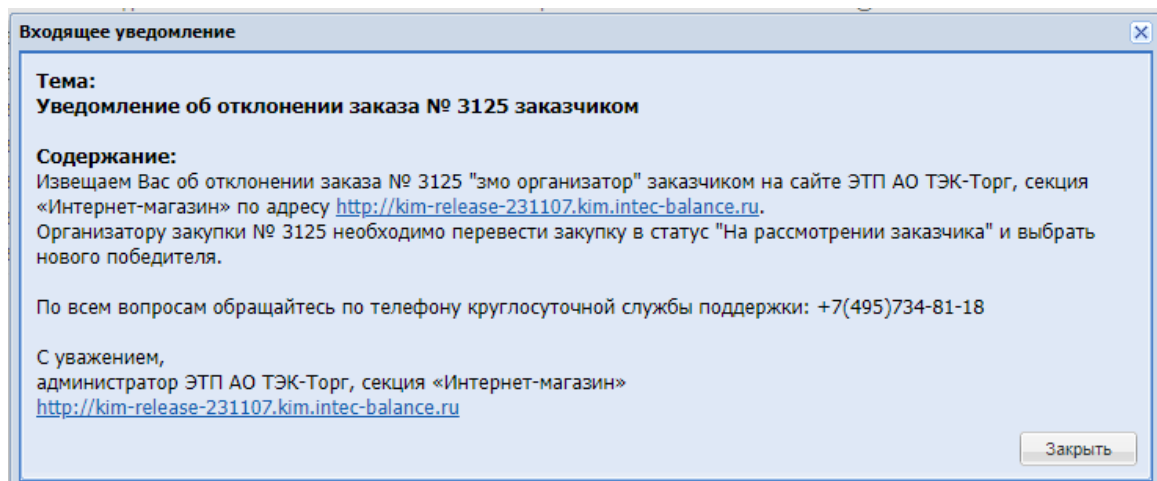 Входящее уведомление
Тема:
Уведомление об отклонении заказа № 3125 заказчиком
Содержание:
Извещаем Вас об отклонении заказа № 3125 "змо организатор" заказчиком на сайте ЭТП АО ТЭК-Торг, секция
«Интернет-магазин» по адресу http://kim-release-231107.kim.intec-balance.ru.
Организатору закупки № 3125 необходимо перевести закупку в статус "На рассмотрении заказчика" и выбрать
нового победителя.
По всем вопросам обращайтесь по телефону круглосуточной службы поддержки: +7(495)734-81-18
С уважением,
администратор ЭТП АО ТЭК-Торг, секция «Интернет-магазин»
http://kim-release-231107.kim.intec-balance.ru
Закрыть